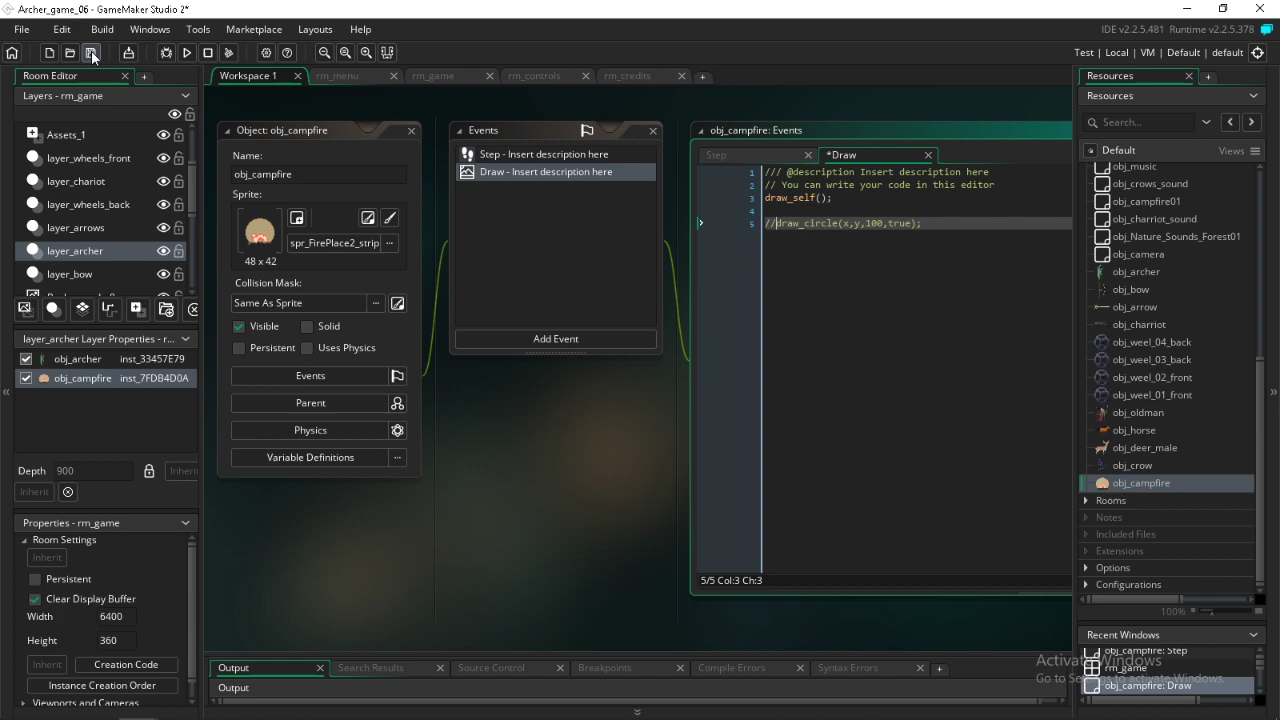 Archer_campgame_06 - GameMaker Studio 2*
File Edit Build Windows Tools Marketplace Layouts Help
IDE v2.2.5.481 Runtime v2.2.5.378
Test | Local | VM | Default | default
Room Editor
Workspace 1 rm_menu rm_game rm_controls rm_credits
Resources
Layers - rm_game
Resources
Search...
Default
Views
Assets_1
layer_wheels_front
layer_chariot
layer_wheels_back
layer_arrows
layer_archer
layer_bow
layer_archer Layer Properties - r...
obj_archer inst_33457E79
obj_campfire inst_7FDB4D0A
Depth 900
Inherit
Properties - rm_game
Room Settings
Inherit
Persistent
Clear Display Buffer
Width 6400
Height 360
Inherit Creation Code
Instance Creation Order
Viewports and Cameras
Object: obj_campfire
Name:
obj_campfire
Sprite:
spr_FirePlace2_strip
48 x 42
Collision Mask:
Same As Sprite
Visible Solid
Persistent Uses Physics
Events
Parent
Physics
Variable Definitions
Events
Step - Insert description here
Draw - Insert description here
Add Event
obj_campfire: Events
Step *Draw
1 /// @description Insert description here
2 // You can write your code in this editor
3 draw_self();
4
5 //draw_circle(x,y,100,true);
5/5 Col:3 Ch:3
Output Search Results Source Control Breakpoints Compile Errors Syntax Errors
Output
obj_music
obj_crows_sound
obj_campfire01
obj_charriot_sound
obj_Nature_Sounds_Forest01
obj_camera
obj_archer
obj_bow
obj_arrow
obj_charriot
obj_weel_04_back
obj_weel_03_back
obj_weel_02_front
obj_weel_01_front
obj_oldman
obj_horse
obj_deer_male
obj_crow
obj_campfire
Rooms
Notes
Included Files
Extensions
Options
Configurations
100%
Recent Windows
obj_campfire: Step
rm_game
obj_campfire: Draw
Activate Windows
Go to Settings to activate Windows.